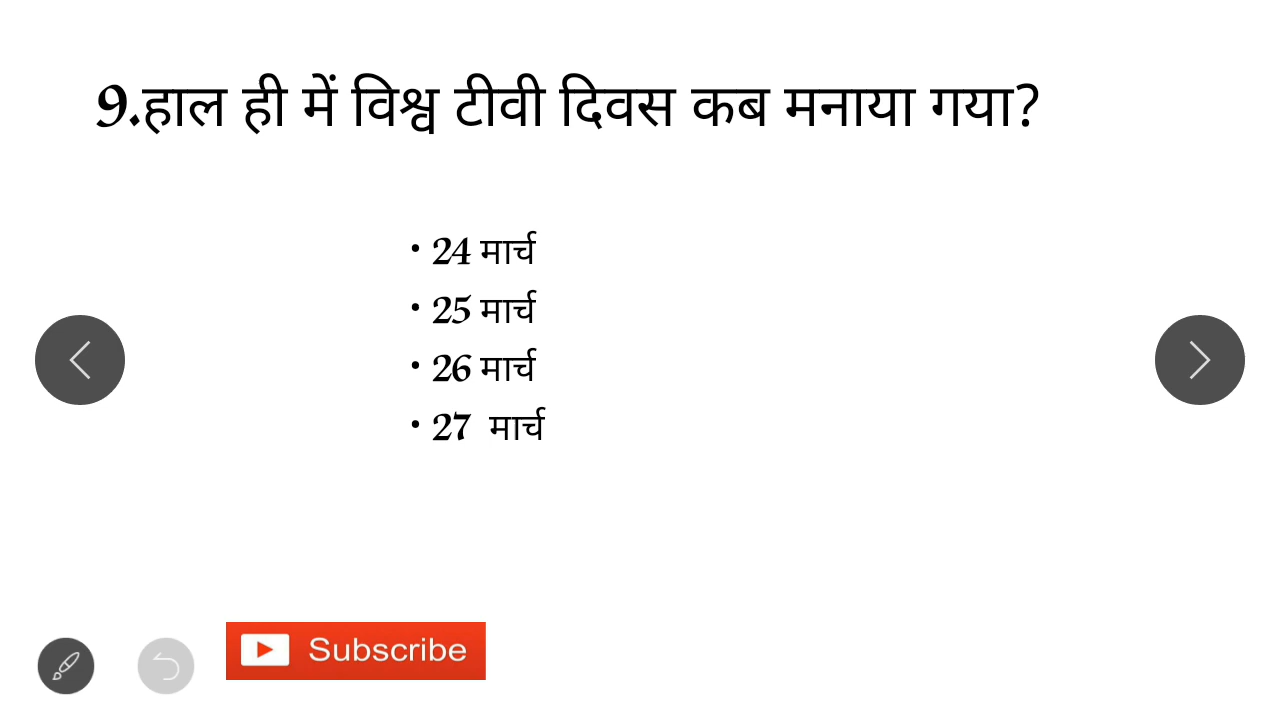 9.हाल ही में विश्व टीवी दिवस कब मनाया गया?
• 24 मार्च
• 25 मार्च
• 26 मार्च
• 27 मार्च
Subscribe